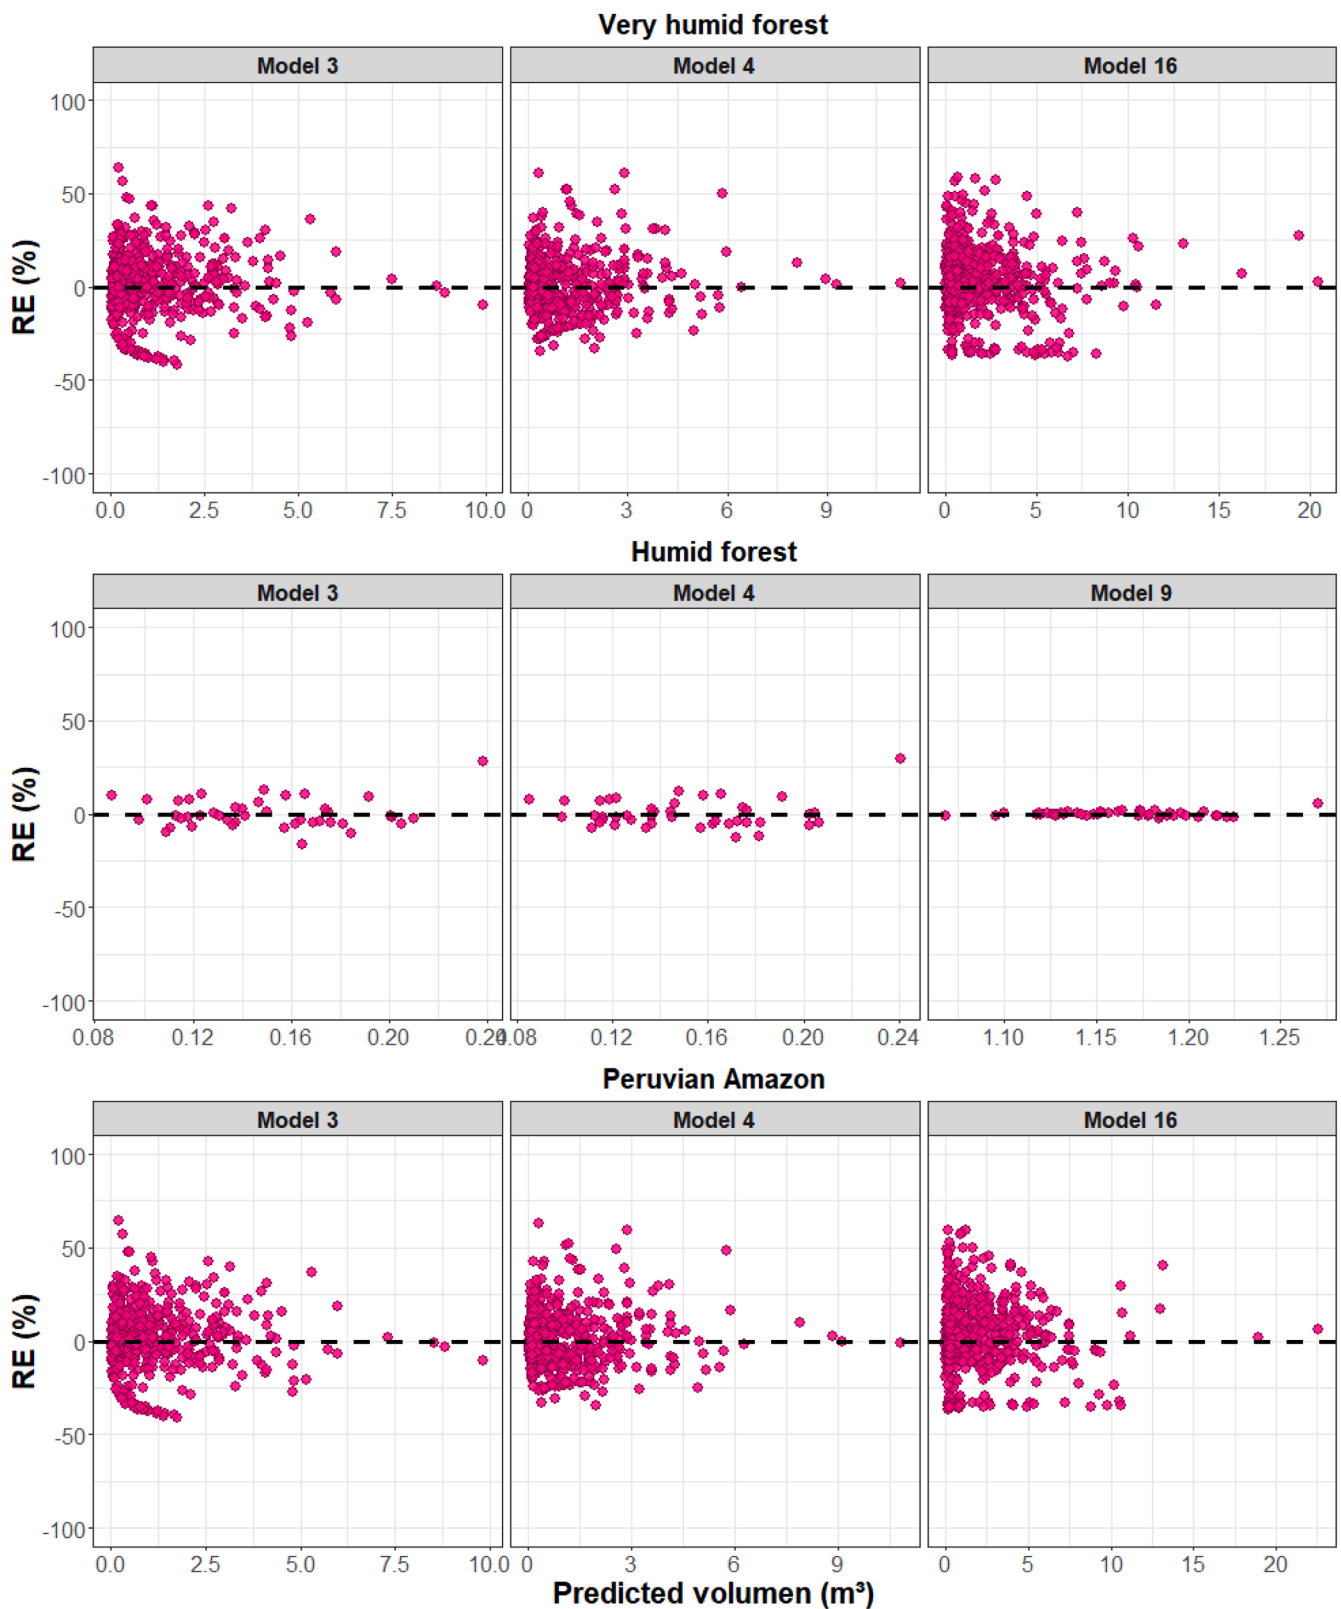 Very humid forest
Model 3 Model 4 Model 16
RE (%)
100
50
0
-50
-100
0.0 2.5 5.0 7.5 10.0 0 3 6 9 0 5 10 15 20
Humid forest
Model 3 Model 4 Model 9
RE (%)
100
50
0
-50
-100
0.08 0.12 0.16 0.20 0.24 0.08 0.12 0.16 0.20 0.24 1.10 1.15 1.20 1.25
Peruvian Amazon
Model 3 Model 4 Model 16
RE (%)
100
50
0
-50
-100
0.0 2.5 5.0 7.5 10.0 0 3 6 9 0 5 10 15 20
Predicted volumen (m³)